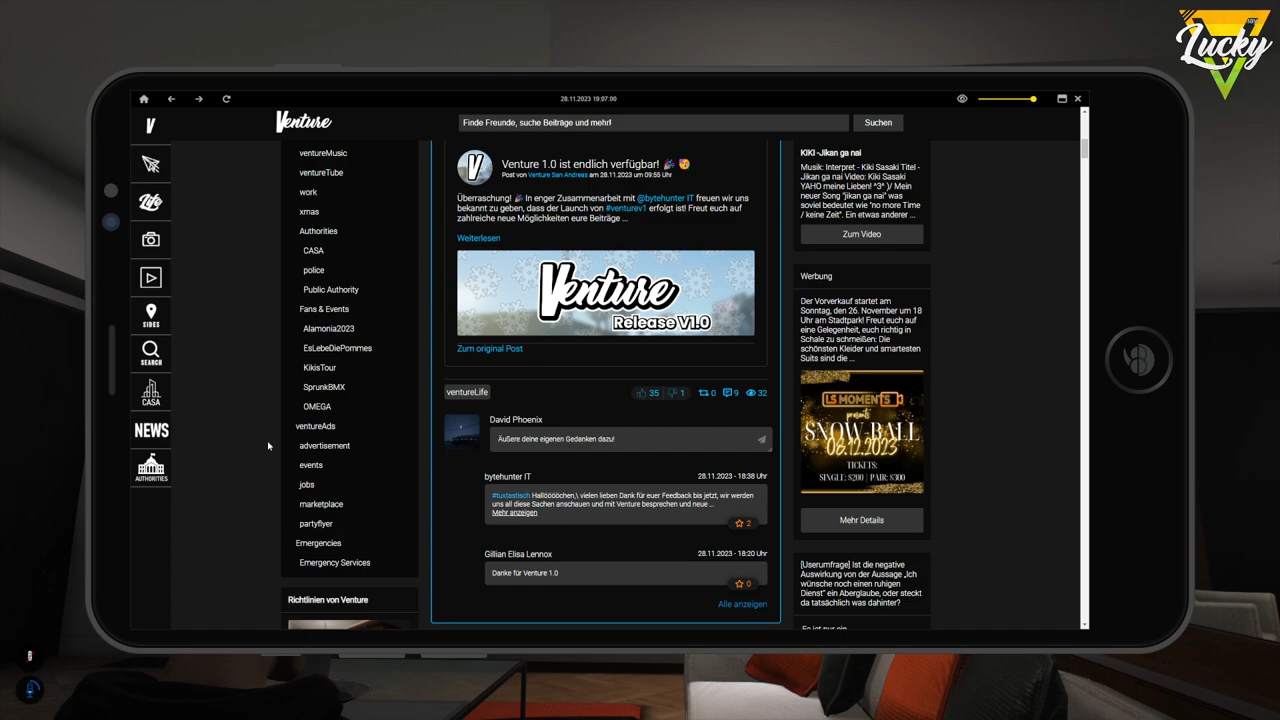 Lucky
28.11.2023 19:07:00
Venture
Finde Freunde, suche Beiträge und mehr!
Suchen
Life
SIDES
SEARCH
CASA
NEWS
AUTHORITIES
ventureMusic
ventureTube
work
xmas
Authorities
CASA
police
Public Authority
Fans & Events
Alamonia2023
EsLebeDiePommes
KikisTour
SprunkBMX
OMEGA
ventureAds
advertisement
events
jobs
marketplace
partyflyer
Emergencies
Emergency Services
Richtlinien von Venture
Venture 1.0 ist endlich verfügbar! 🎉 🥳
Post von Venture San Andreas am 28.11.2023 um 09:55 Uhr
Überraschung! 🎉 In enger Zusammenarbeit mit @bytehunter IT freuen wir uns
bekannt zu geben, dass der Launch von #venturev1 erfolgt ist! Freut euch auf
zahlreiche neue Möglichkeiten eure Beiträge ...
Weiterlesen
Venture
Release V1.0
Zum original Post
ventureLife
35
1
0
9
32
David Phoenix
Äußere deine eigenen Gedanken dazu!
bytehunter IT
28.11.2023 - 18:38 Uhr
#tuxtastisch Hallööööchen,\ vielen lieben Dank für euer Feedback bis jetzt, wir werden
uns all diese Sachen anschauen und mit Venture besprechen und neue ...
Mehr anzeigen
2
Gillian Elisa Lennox
28.11.2023 - 18:20 Uhr
Danke für Venture 1.0
0
Alle anzeigen
KIKI -Jikan ga nai
Musik: Interpret - Kiki Sasaki Titel -
Jikan ga nai Video: Kiki Sasaki
YAHO meine Lieben! ^3^ )/ Mein
neuer Song "jikan ga nai" was
soviel bedeutet wie "no more Time
/ keine Zeit". Ein etwas anderer ...
Zum Video
Werbung
Der Vorverkauf startet am
Sonntag, den 26. November um 18
Uhr am Stadtpark! Freut euch auf
eine Gelegenheit, euch richtig in
Schale zu schmeißen: Die
schönsten Kleider und smartesten
Suits sind die ...
LS MOMENTS
presents
SNOW-BALL
08.12.2023
TICKETS:
SINGLE: $200 | PAIR: $300
Mehr Details
[Userumfrage] Ist die negative
Auswirkung von der Aussage „Ich
wünsche noch einen ruhigen
Dienst" ein Aberglaube, oder steckt
da tatsächlich was dahinter?